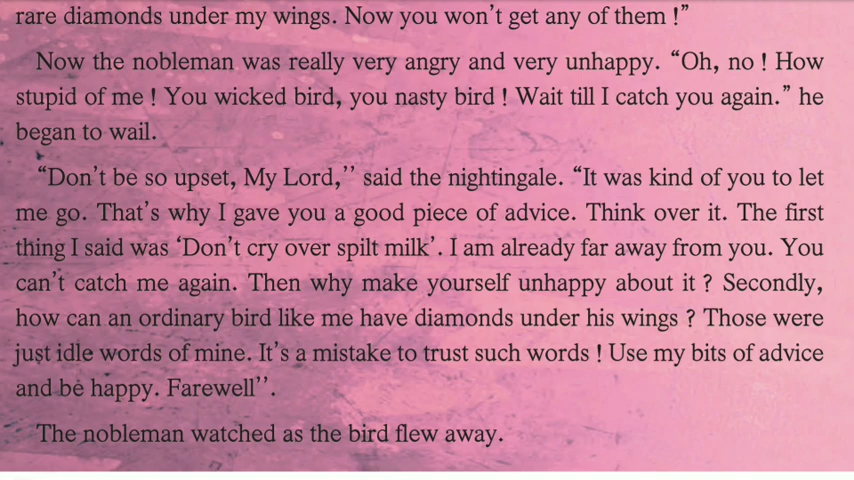 rare diamonds under my wings. Now you won’t get any of them !”
Now the nobleman was really very angry and very unhappy. “Oh, no ! How
stupid of me ! You wicked bird, you nasty bird ! Wait till I catch you again.” he
began to wail.
“Don’t be so upset, My Lord,’’ said the nightingale. “It was kind of you to let
me go. That’s why I gave you a good piece of advice. Think over it. The first
thing I said was ‘Don’t cry over spilt milk’. I am already far away from you. You
can’t catch me again. Then why make yourself unhappy about it ? Secondly,
how can an ordinary bird like me have diamonds under his wings ? Those were
just idle words of mine. It’s a mistake to trust such words ! Use my bits of advice
and be happy. Farewell’’.
The nobleman watched as the bird flew away.